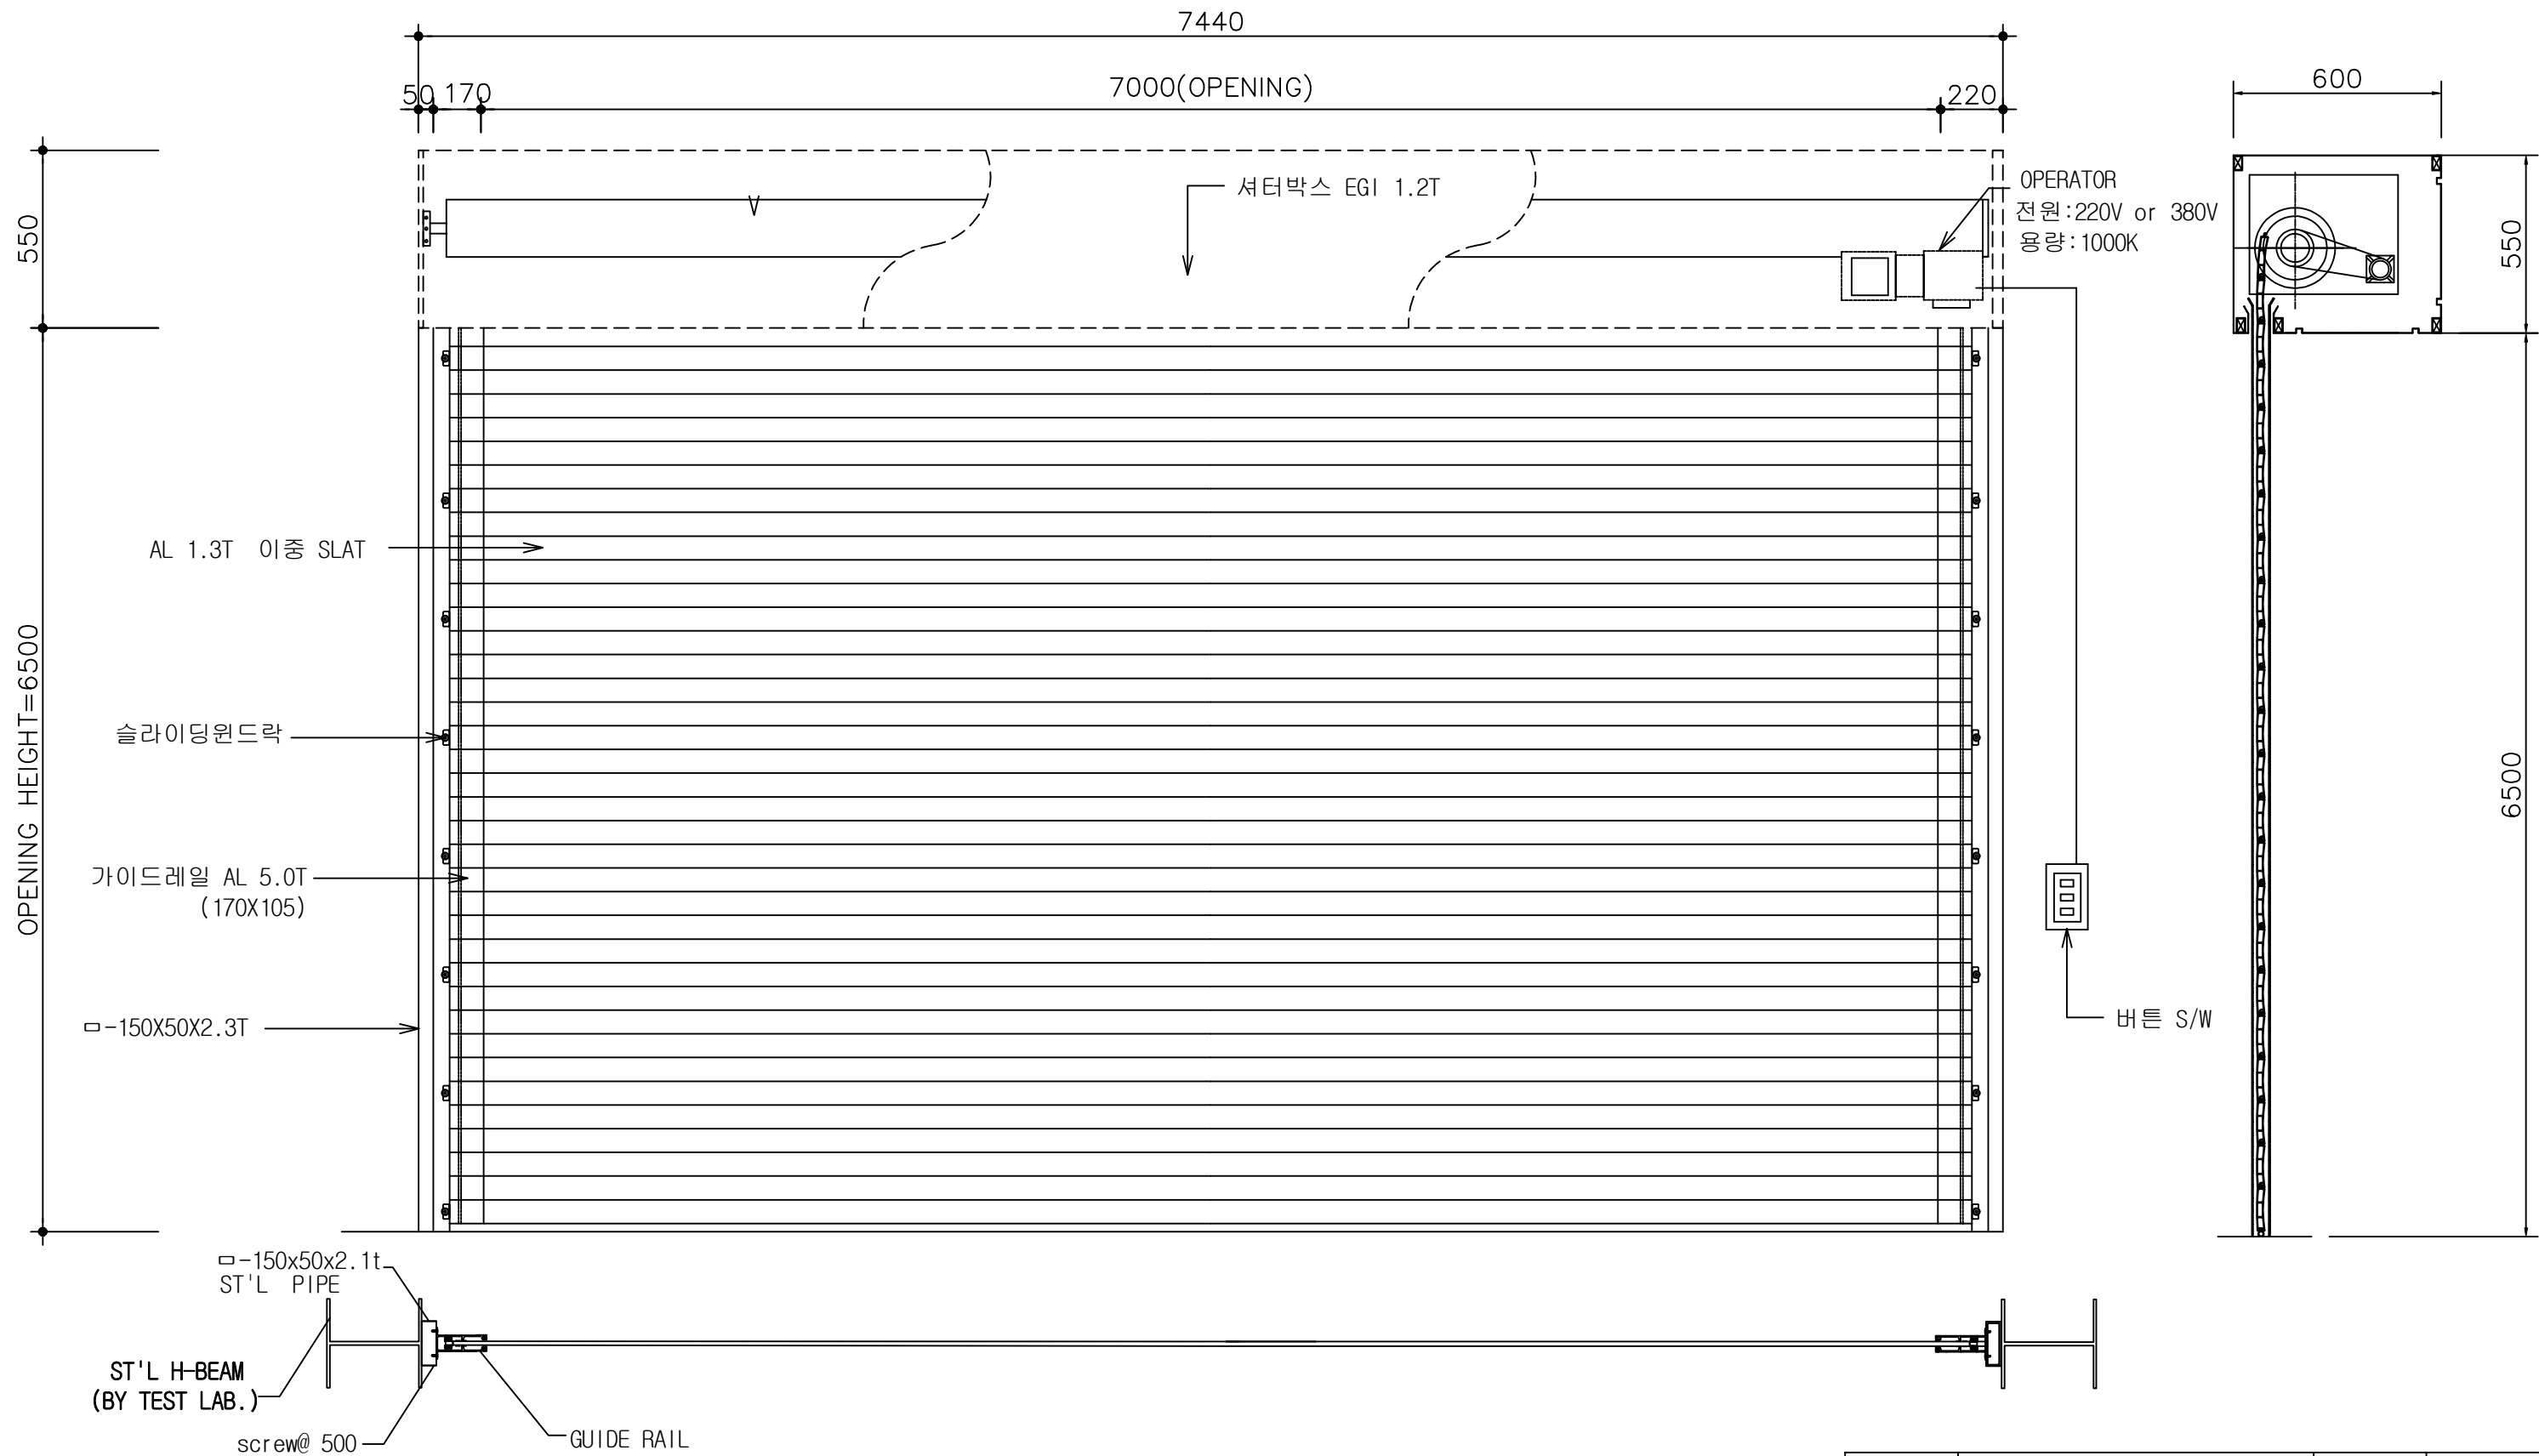 7440
50 170 7000(OPENING) 220
600
550
셔터박스 EGI 1.2T
OPERATOR
전원:220V or 380V
용량:1000K
550
AL 1.3T 이중 SLAT
OPENING HEIGHT=6500
슬라이딩윈드락
6500
가이드레일 AL 5.0T
(170X105)
ㅁ-150X50X2.3T
버튼 S/W
ㅁ-150x50x2.1t
ST'L PIPE
ST'L H-BEAM
(BY TEST LAB.)
screw@ 500
GUIDE RAIL